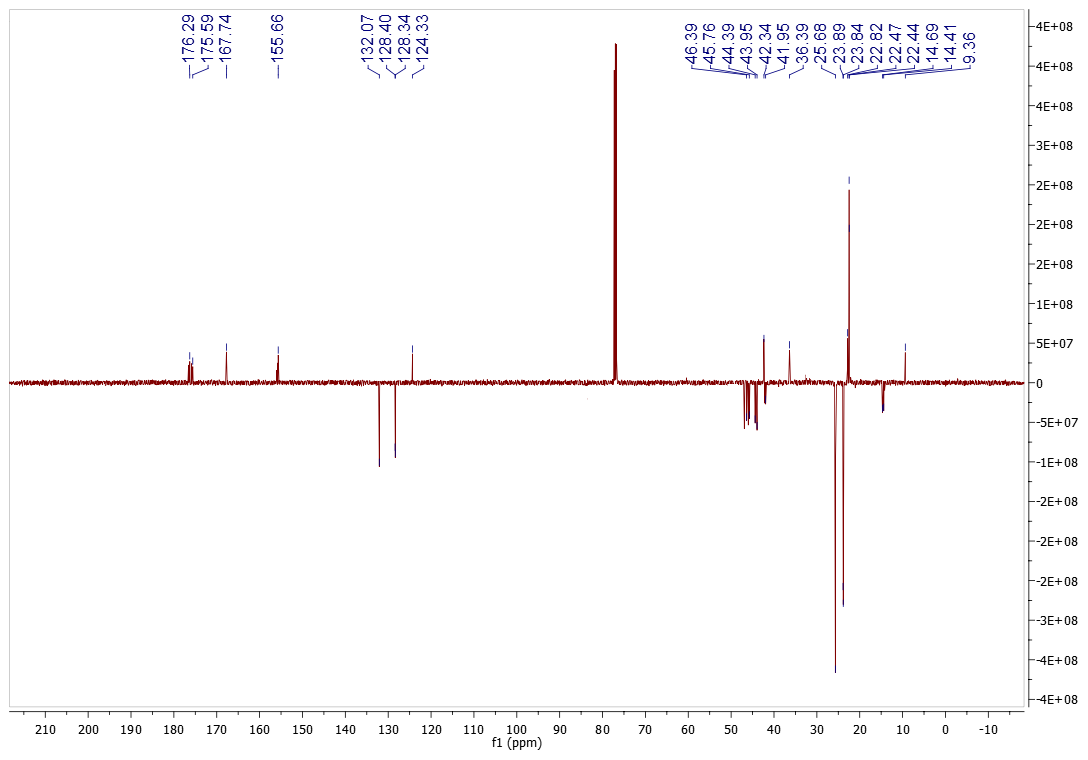 176.29
175.59
167.74
155.66
132.07
128.40
128.34
124.33
46.39
45.76
44.39
43.95
42.34
41.95
36.39
25.68
23.89
23.84
22.82
22.47
22.44
14.69
14.41
9.36
4E+08
4E+08
4E+08
3E+08
2E+08
2E+08
2E+08
1E+08
5E+07
0
-5E+07
-1E+08
-2E+08
-2E+08
-2E+08
-3E+08
-4E+08
-4E+08
210 200 190 180 170 160 150 140 130 120 110 100 90 80 70 60 50 40 30 20 10 0 -10
f1 (ppm)